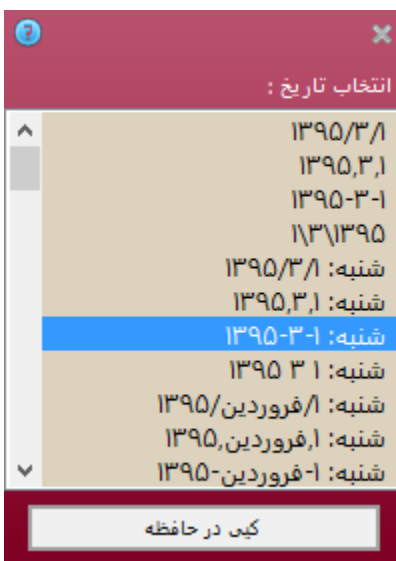 انتخاب تاریخ :
۱۳۹۵/۳/۱
۱۳۹۵,۳,۱
۱۳۹۵-۳-۱
۱\۳\۱۳۹۵
شنبه: ۱۳۹۵/۳/۱
شنبه: ۱۳۹۵,۳,۱
شنبه: ۱۳۹۵-۳-۱
شنبه: ۱ ۳ ۱۳۹۵
شنبه: ۱/فروردین/۱۳۹۵
شنبه: ۱,فروردین,۱۳۹۵
شنبه: ۱-فروردین-۱۳۹۵
کپی در حافظه